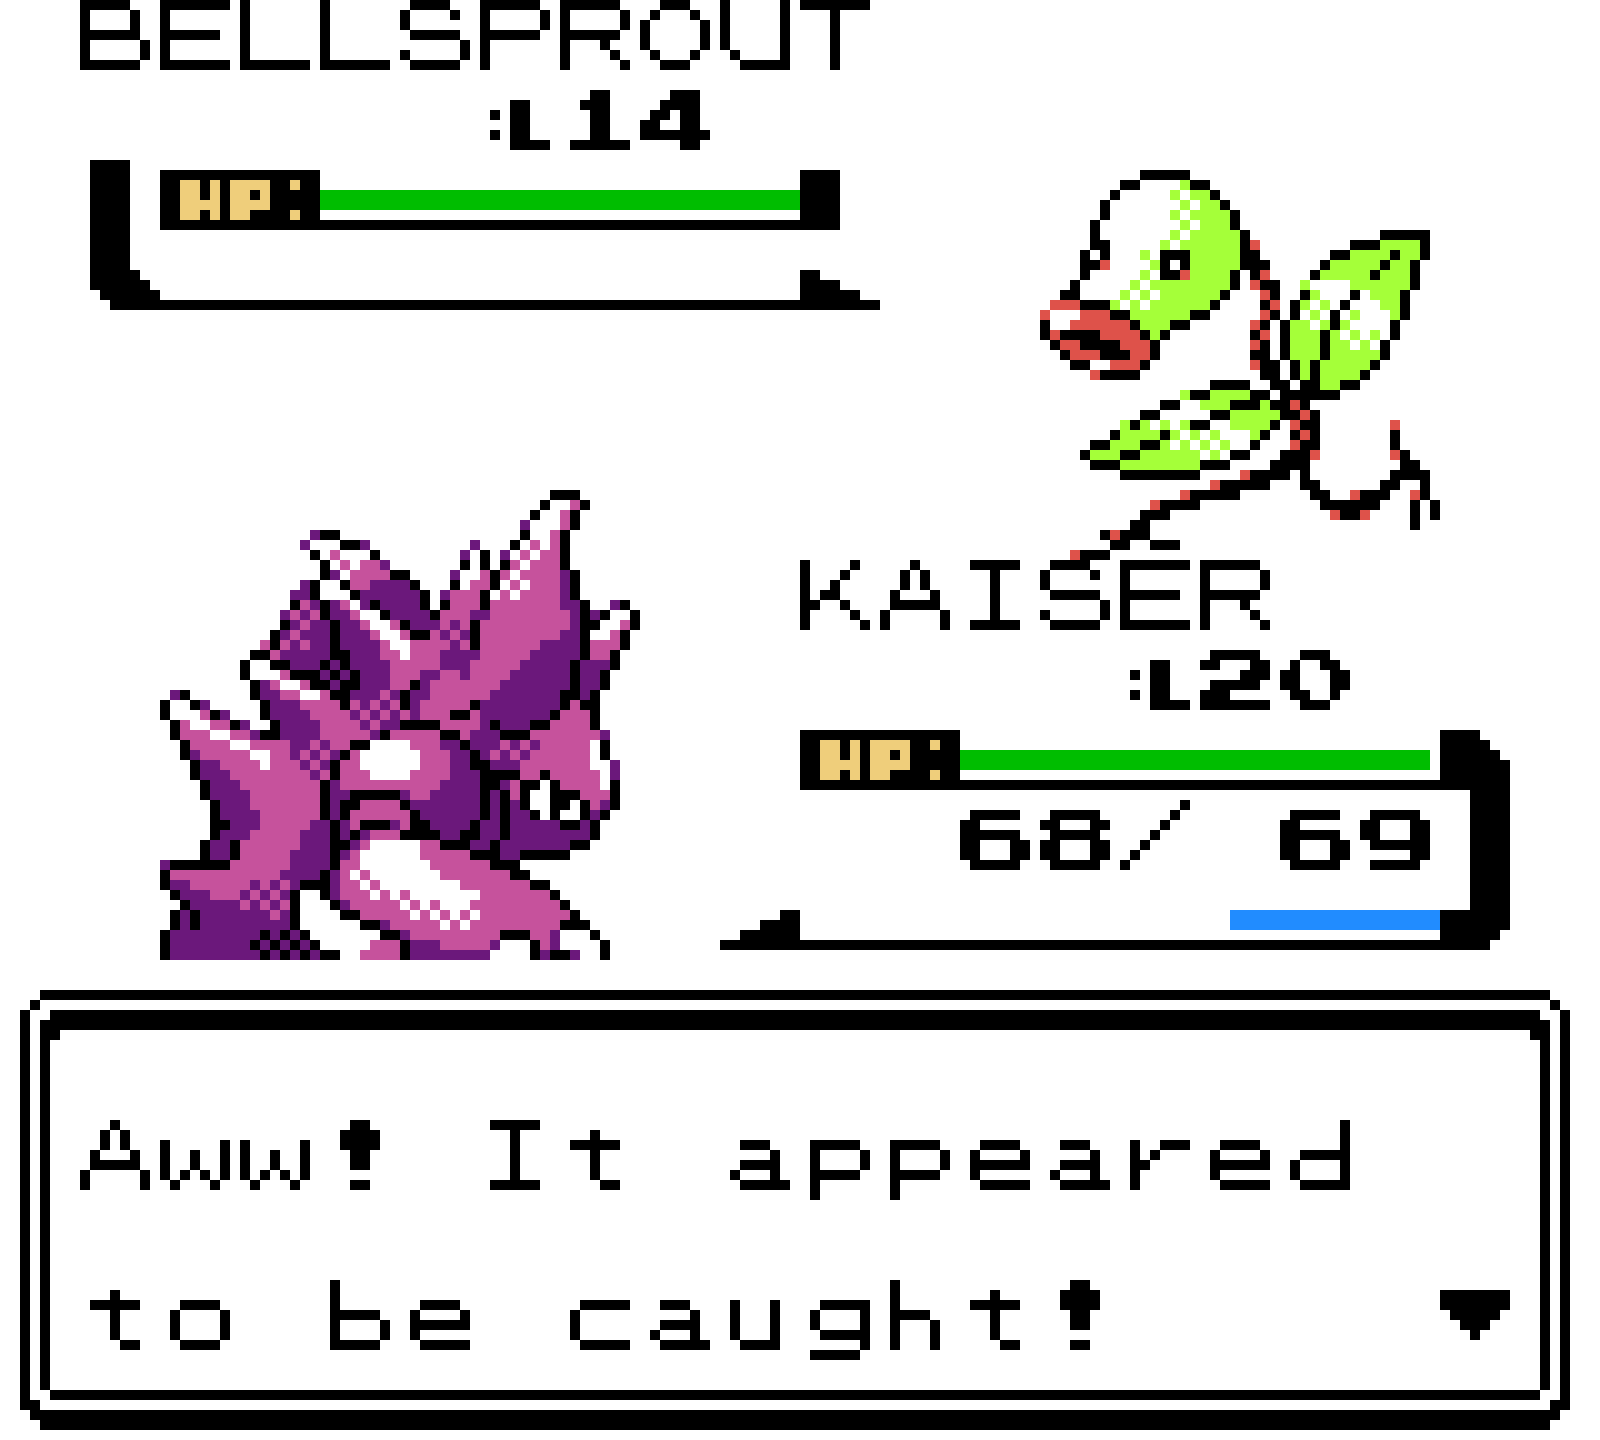 BELLSPROUT
:L14
HP:
KAISER
:L20
HP:
68/ 69
Aww! It appeared
to be caught!